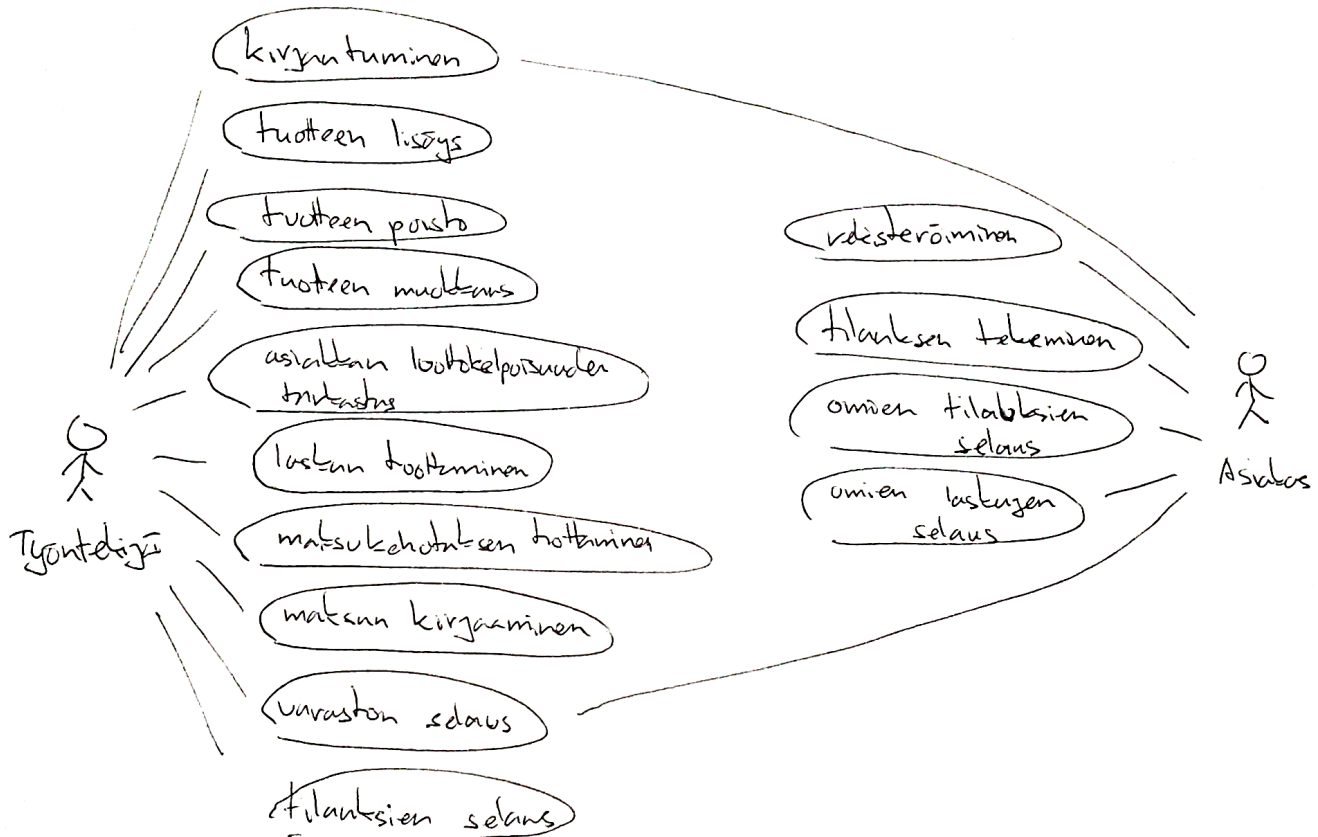 kirjautuminen
tuotteen lisäys
tuotteen poisto
tuotteen muokkaus
asiakkaan luottokelpoisuuden
tarkastus
laskun tuottaminen
maksukehotuksen tuottaminen
maksun kirjaaminen
varaston selaus
tilauksien selaus
Työntekijä
rekisteröiminen
tilauksen tekeminen
omien tilauksien
selaus
omien laskujen
selaus
Asiakas